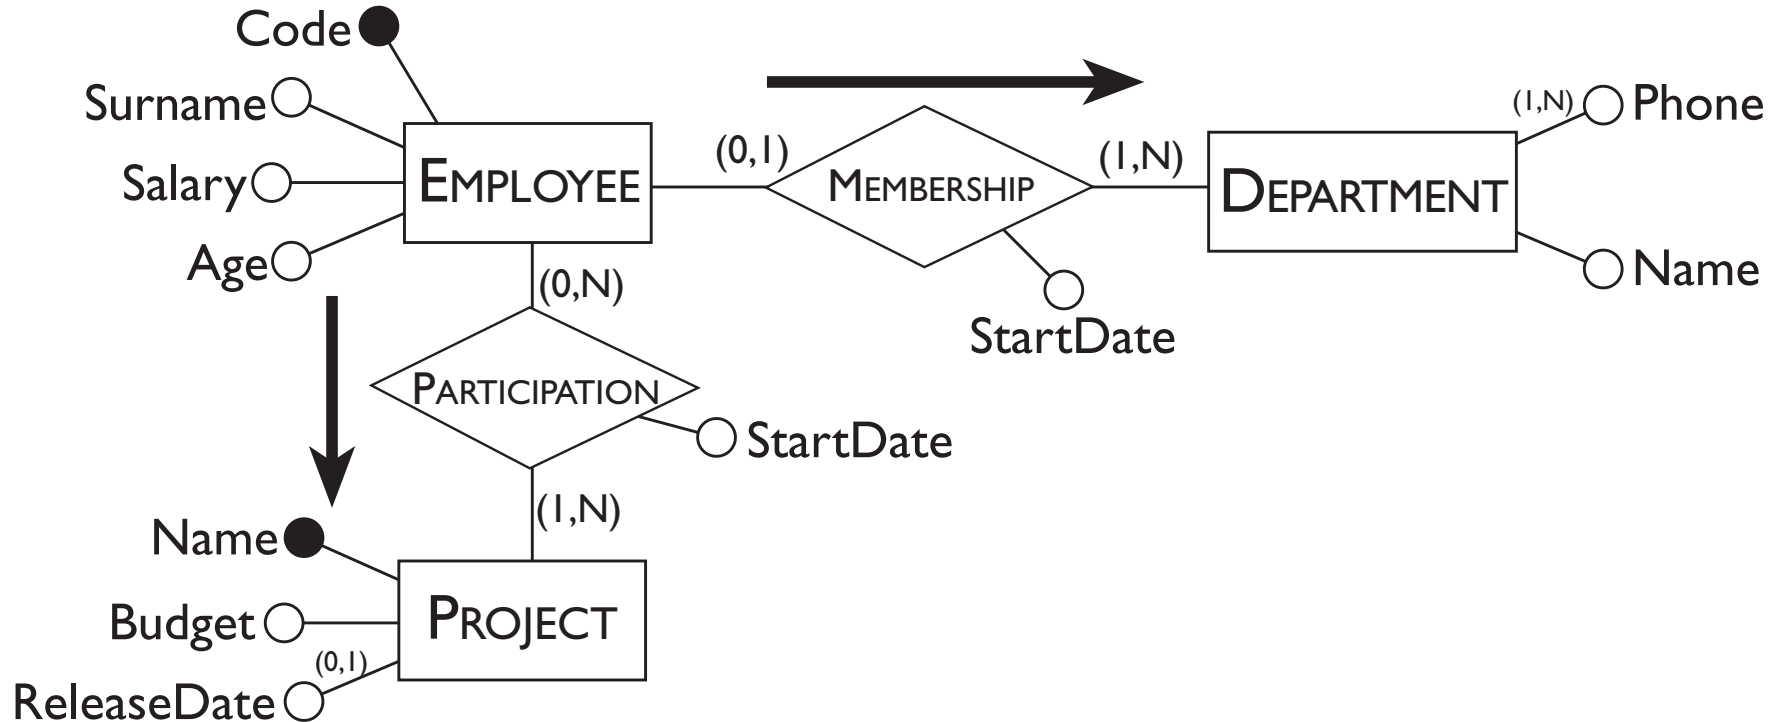 Code
Surname
(0,1)
(1,N)
(1,N)
Phone
Salary
EMPLOYEE
MEMBERSHIP
DEPARTMENT
Age
(0,N)
Name
StartDate
PARTICIPATION
StartDate
(1,N)
Name
Budget
PROJECT
(0,1)
ReleaseDate